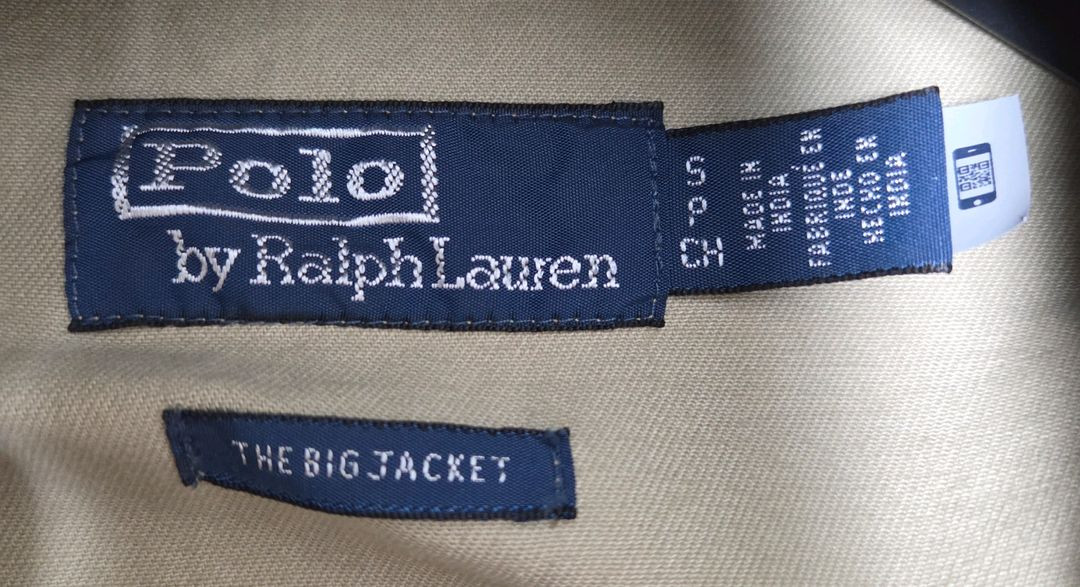 Polo
by Ralph Lauren
S
P
CH
MADE IN
INDIA
FABRIQUÉ EN
INDE
HECHO EN
INDIA
THE BIG JACKET